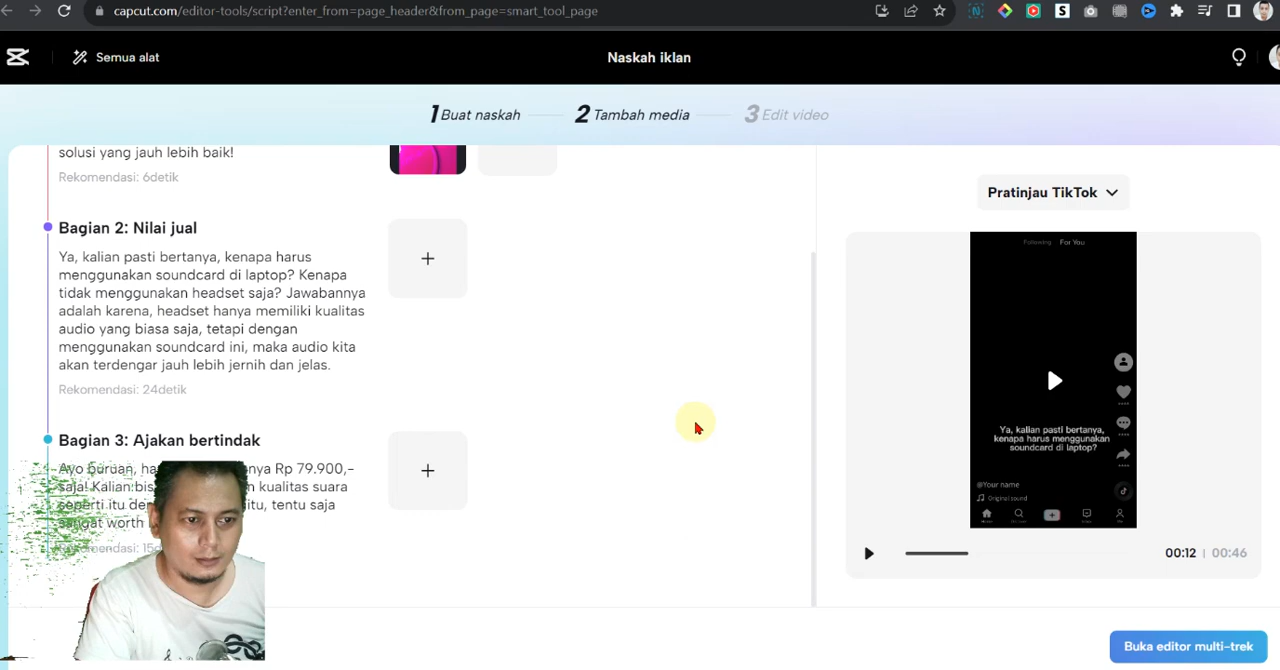 capcut.com/editor-tools/script?enter_from=page_header&from_page=smart_tool_page
Semua alat
Naskah iklan
1 Buat naskah
2 Tambah media
3 Edit video
solusi yang jauh lebih baik!
Rekomendasi: 6detik
Bagian 2: Nilai jual
Ya, kalian pasti bertanya, kenapa harus
menggunakan soundcard di laptop? Kenapa
tidak menggunakan headset saja? Jawabannya
adalah karena, headset hanya memiliki kualitas
audio yang biasa saja, tetapi dengan
menggunakan soundcard ini, maka audio kita
akan terdengar jauh lebih jernih dan jelas.
Rekomendasi: 24detik
Bagian 3: Ajakan bertindak
Ayo buruan, nya Rp 79.900,-
saja! Kalian kualitas suara
seperti itu itu, tentu saja
sangat worth
Rekomendasi:
Pratinjau TikTok
Following For You
Ya, kalian pasti bertanya,
kenapa harus menggunakan
soundcard di laptop?
@Your name
Original sound
00:12 | 00:46
Buka editor multi-trek